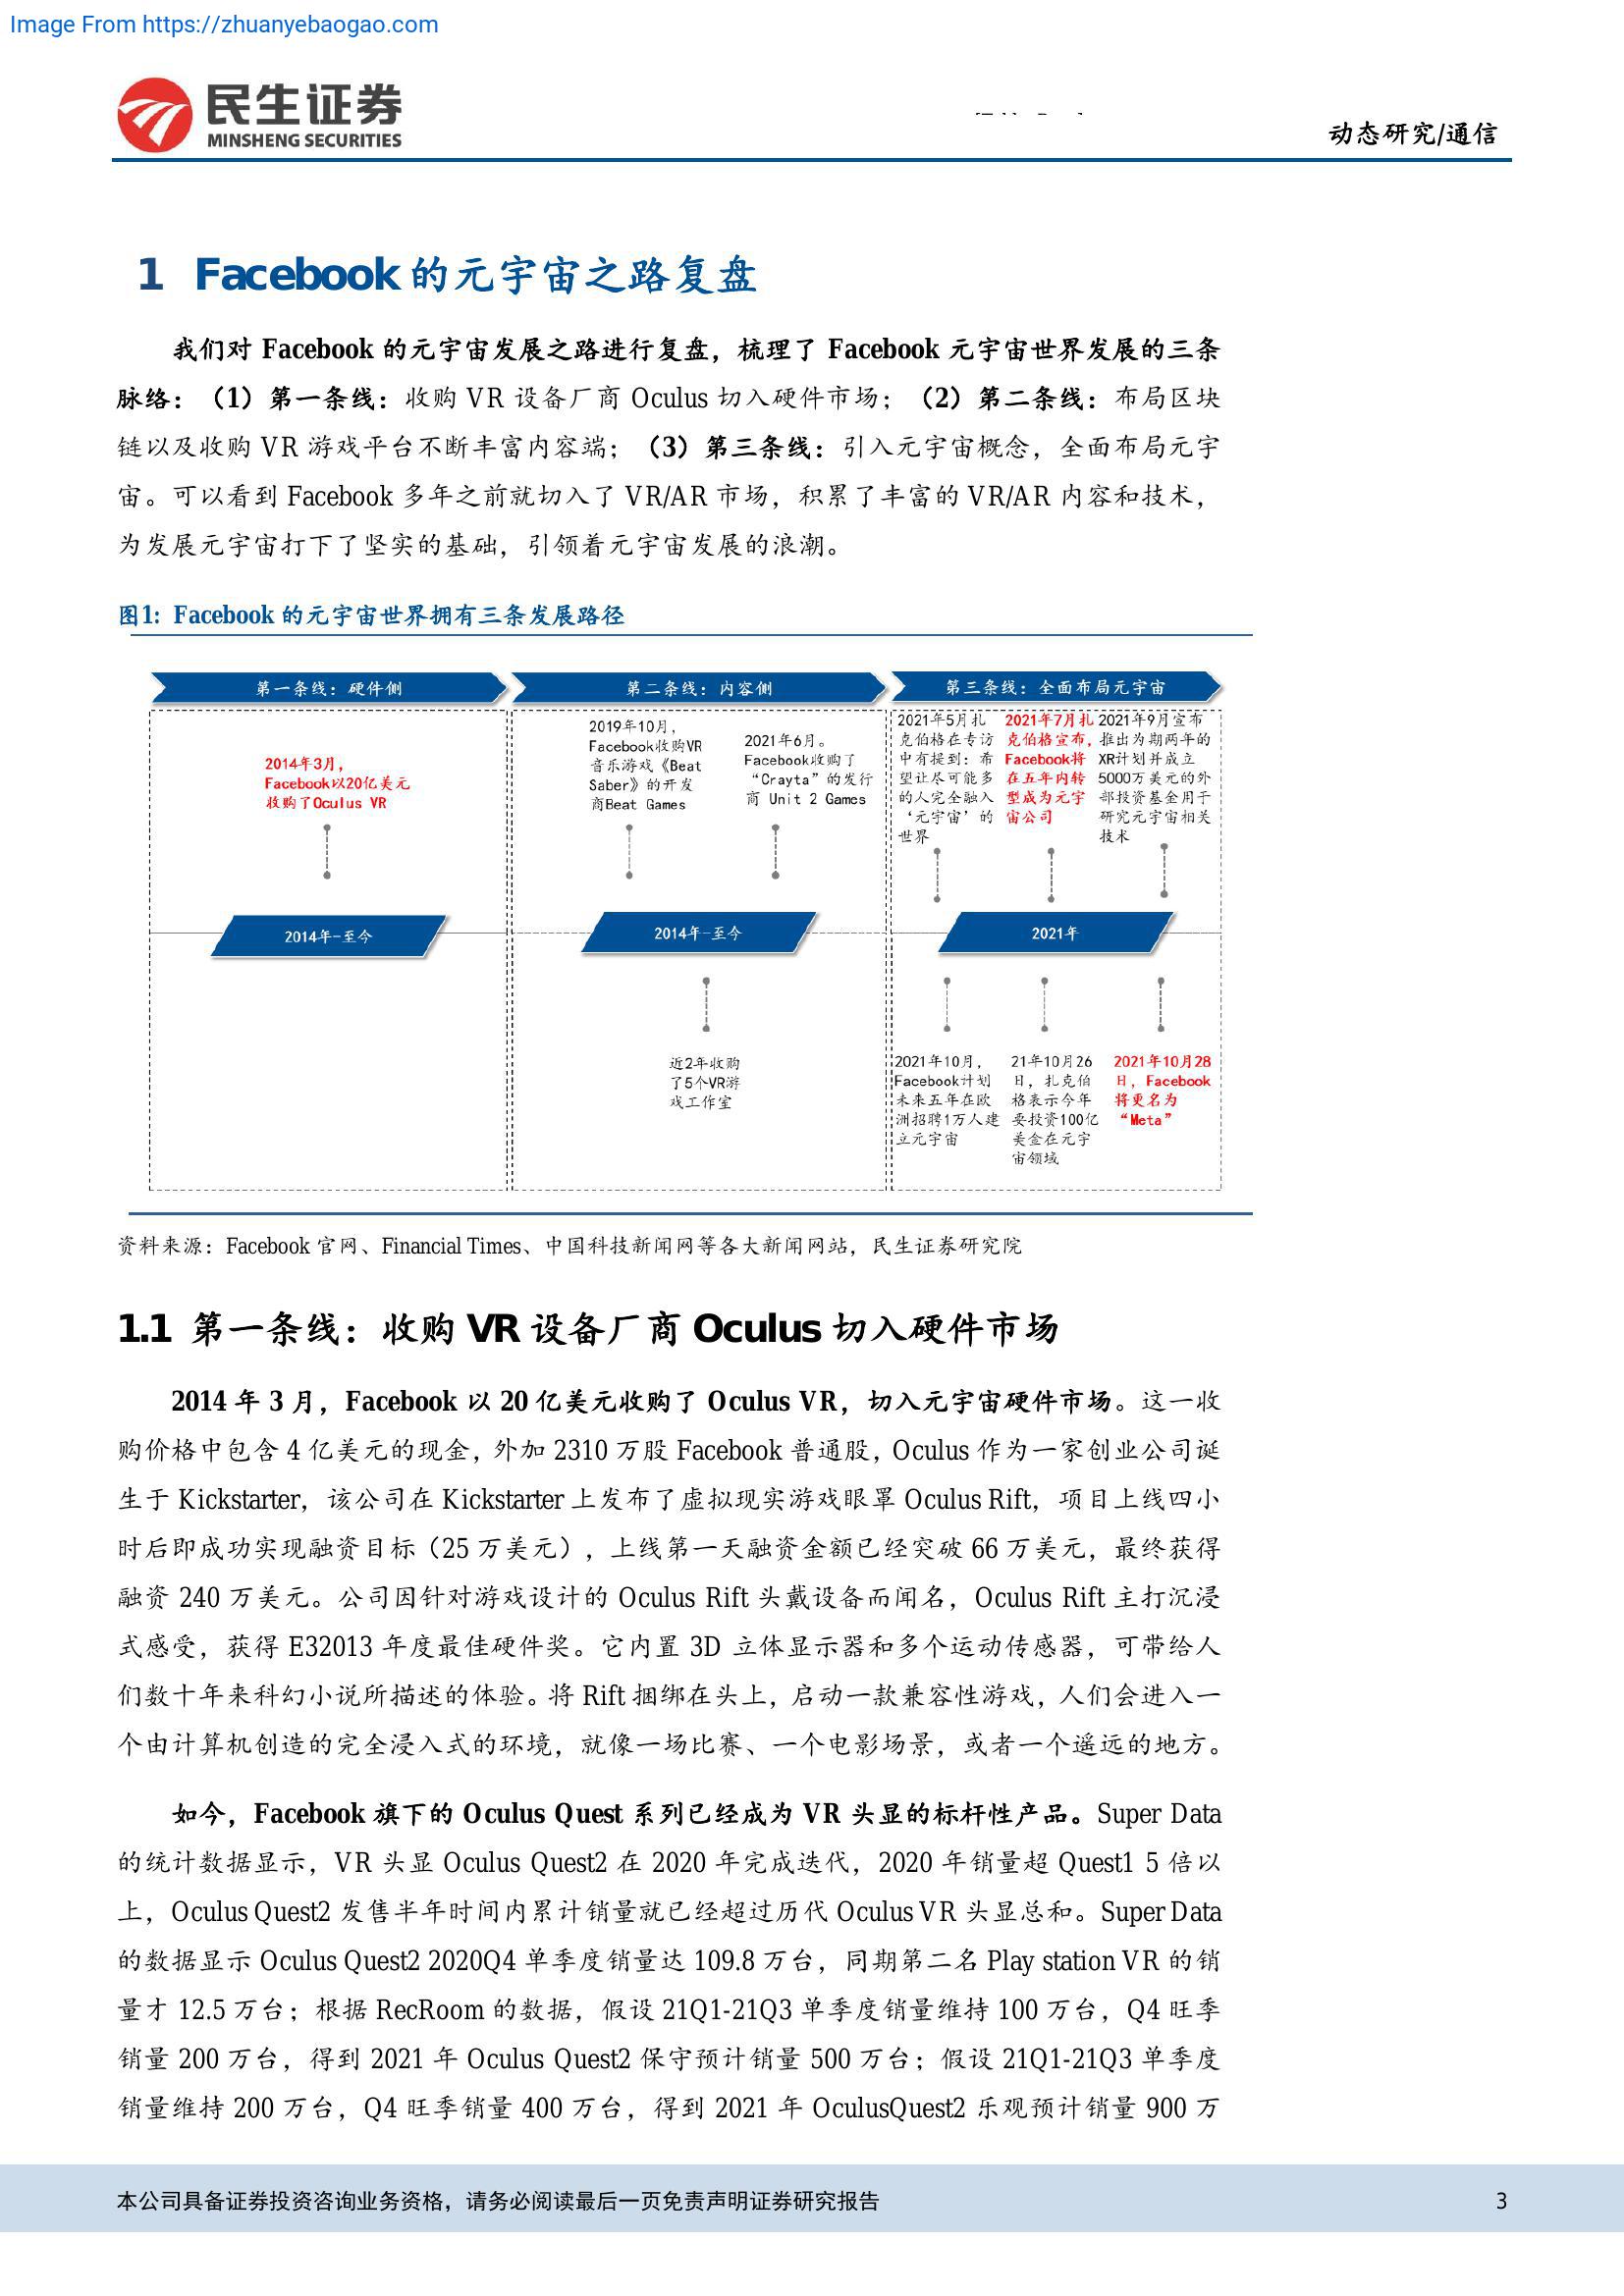 Image From https://zhuanyebaogao.com
民生证券
MINSHENG SECURITIES
动态研究/通信
1 Facebook 的元宇宙之路复盘
我们对 Facebook 的元宇宙发展之路进行复盘，梳理了 Facebook 元宇宙世界发展的三条
脉络：（1）第一条线：收购 VR 设备厂商 Oculus 切入硬件市场；（2）第二条线：布局区块
链以及收购 VR 游戏平台不断丰富内容端；（3）第三条线：引入元宇宙概念，全面布局元宇
宙。可以看到 Facebook 多年之前就切入了 VR/AR 市场，积累了丰富的 VR/AR 内容和技术，
为发展元宇宙打下了坚实的基础，引领着元宇宙发展的浪潮。
图1: Facebook 的元宇宙世界拥有三条发展路径
第一条线：硬件侧
2014年3月，
Facebook以20亿美元
收购了Oculus VR
2014年-至今
第二条线：内容侧
2019年10月，
Facebook收购VR
音乐游戏《Beat
Saber》的开发
商Beat Games
2021年6月。
Facebook收购了
“Crayta”的发行
商 Unit 2 Games
2014年-至今
近2年收购
了5个VR游
戏工作室
第三条线：全面布局元宇宙
2021年5月扎
克伯格在专访
中有提到：希
望让尽可能多
的人完全融入
‘元宇宙’的
世界
2021年7月扎
克伯格宣布,
Facebook将
在五年内转
型成为元宇
宙公司
2021年9月宣布
推出为期两年的
XR计划并成立
5000万美元的外
部投资基金用于
研究元宇宙相关
技术
2021年
2021年10月，
Facebook计划
未来五年在欧
洲招聘1万人建
立元宇宙
21年10月26
日，扎克伯
格表示今年
要投资100亿
美金在元宇
宙领域
2021年10月28
日，Facebook
将更名为
“Meta”
资料来源：Facebook 官网、Financial Times、中国科技新闻网等各大新闻网站，民生证券研究院
1.1 第一条线：收购 VR 设备厂商 Oculus 切入硬件市场
2014 年 3 月，Facebook 以 20 亿美元收购了 Oculus VR，切入元宇宙硬件市场。这一收
购价格中包含 4 亿美元的现金，外加 2310 万股 Facebook 普通股，Oculus 作为一家创业公司诞
生于 Kickstarter，该公司在 Kickstarter 上发布了虚拟现实游戏眼罩 Oculus Rift，项目上线四小
时后即成功实现融资目标（25 万美元），上线第一天融资金额已经突破 66 万美元，最终获得
融资 240 万美元。公司因针对游戏设计的 Oculus Rift 头戴设备而闻名，Oculus Rift 主打沉浸
式感受，获得 E32013 年度最佳硬件奖。它内置 3D 立体显示器和多个运动传感器，可带给人
们数十年来科幻小说所描述的体验。将 Rift 捆绑在头上，启动一款兼容性游戏，人们会进入一
个由计算机创造的完全浸入式的环境，就像一场比赛、一个电影场景，或者一个遥远的地方。
如今，Facebook 旗下的 Oculus Quest 系列已经成为 VR 头显的标杆性产品。Super Data
的统计数据显示，VR 头显 Oculus Quest2 在 2020 年完成迭代，2020 年销量超 Quest1 5 倍以
上，Oculus Quest2 发售半年时间内累计销量就已经超过历代 Oculus VR 头显总和。Super Data
的数据显示 Oculus Quest2 2020Q4 单季度销量达 109.8 万台，同期第二名 Play station VR 的销
量才 12.5 万台；根据 RecRoom 的数据，假设 21Q1-21Q3 单季度销量维持 100 万台，Q4 旺季
销量 200 万台，得到 2021 年 Oculus Quest2 保守预计销量 500 万台；假设 21Q1-21Q3 单季度
销量维持 200 万台，Q4 旺季销量 400 万台，得到 2021 年 OculusQuest2 乐观预计销量 900 万
本公司具备证券投资咨询业务资格，请务必阅读最后一页免责声明证券研究报告
3